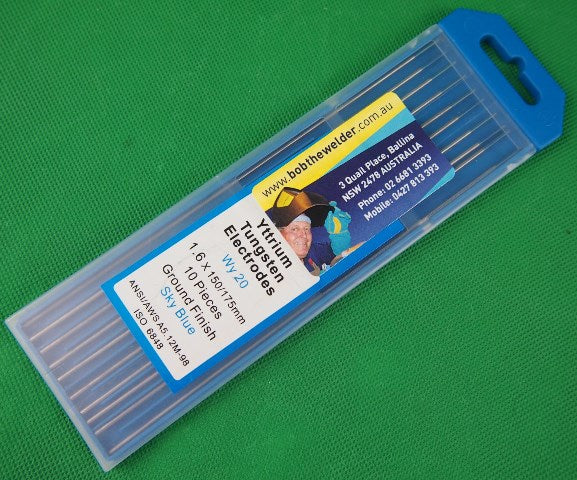 www.bobthewelder.com.au
3 Quail Place, Ballina
NSW 2478 AUSTRALIA
Phone: 02 6681 3393
Mobile: 0427 813 393
Yttrium
Tungsten
Electrodes
Wy 20
1.6 X 150/175mm
10 Pieces
Ground Finish
Sky Blue
ANSI/AWS A5.12M-98
ISO 6848